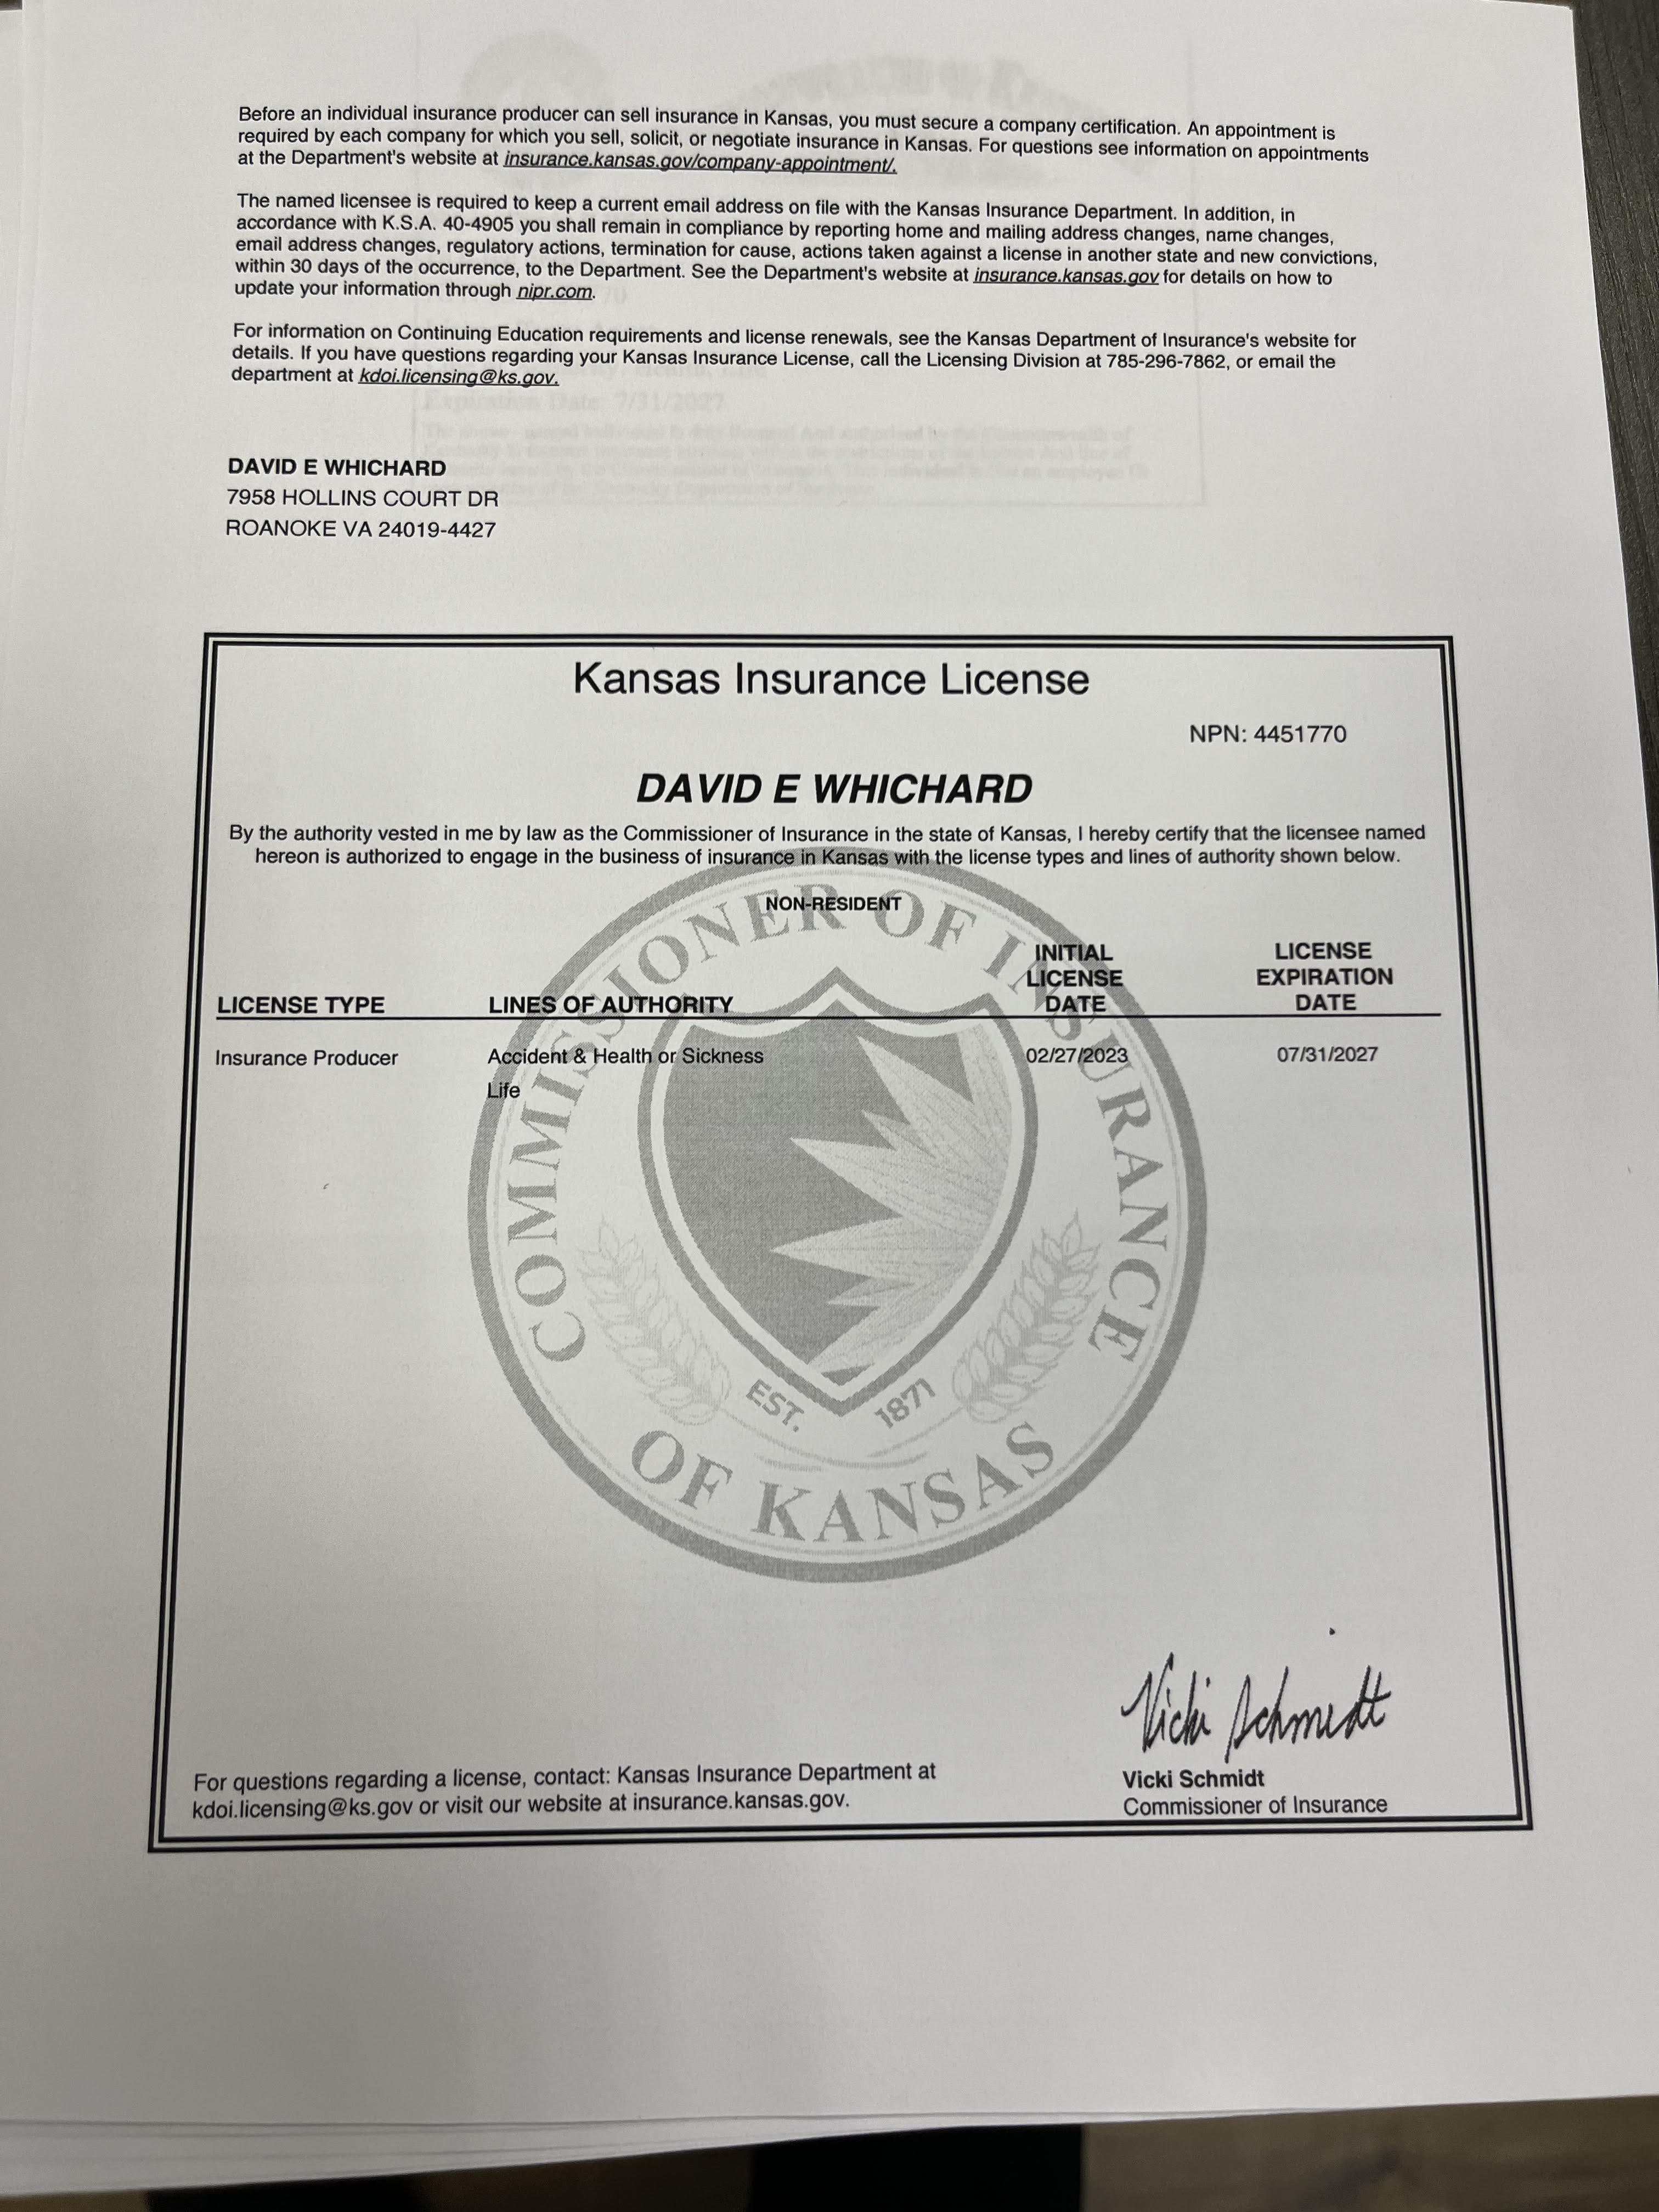 Before an individual insurance producer can sell insurance in Kansas, you must secure a company certification. An appointment is
required by each company for which you sell, solicit, or negotiate insurance in Kansas. For questions see information on appointments
at the Department's website at insurance.kansas.gov/company-appointment/.
The named licensee is required to keep a current email address on file with the Kansas Insurance Department. In addition, in
accordance with K.S.A. 40-4905 you shall remain in compliance by reporting home and mailing address changes, name changes,
email address changes, regulatory actions, termination for cause, actions taken against a license in another state and new convictions,
within 30 days of the occurrence, to the Department. See the Department's website at insurance.kansas.gov for details on how to
update your information through nipr.com.
For information on Continuing Education requirements and license renewals, see the Kansas Department of Insurance's website for
details. If you have questions regarding your Kansas Insurance License, call the Licensing Division at 785-296-7862, or email the
department at kdoi.licensing@ks.gov.
Expiration Date: 7/31/2027
DAVID E WHICHARD
7958 HOLLINS COURT DR
ROANOKE VA 24019-4427
Kansas Insurance License
NPN: 4451770
DAVID E WHICHARD
By the authority vested in me by law as the Commissioner of Insurance in the state of Kansas, I hereby certify that the licensee named
hereon is authorized to engage in the business of insurance in Kansas with the license types and lines of authority shown below.
NON-RESIDENT
LICENSE TYPE LINES OF AUTHORITY INITIAL LICENSE DATE LICENSE EXPIRATION DATE
Insurance Producer Accident & Health or Sickness 02/27/2023 07/31/2027
Life
COMMISSIONER OF INSURANCE
EST. 1871
OF KANSAS
Vicki Schmidt
For questions regarding a license, contact: Kansas Insurance Department at
kdoi.licensing@ks.gov or visit our website at insurance.kansas.gov.
Vicki Schmidt
Commissioner of Insurance